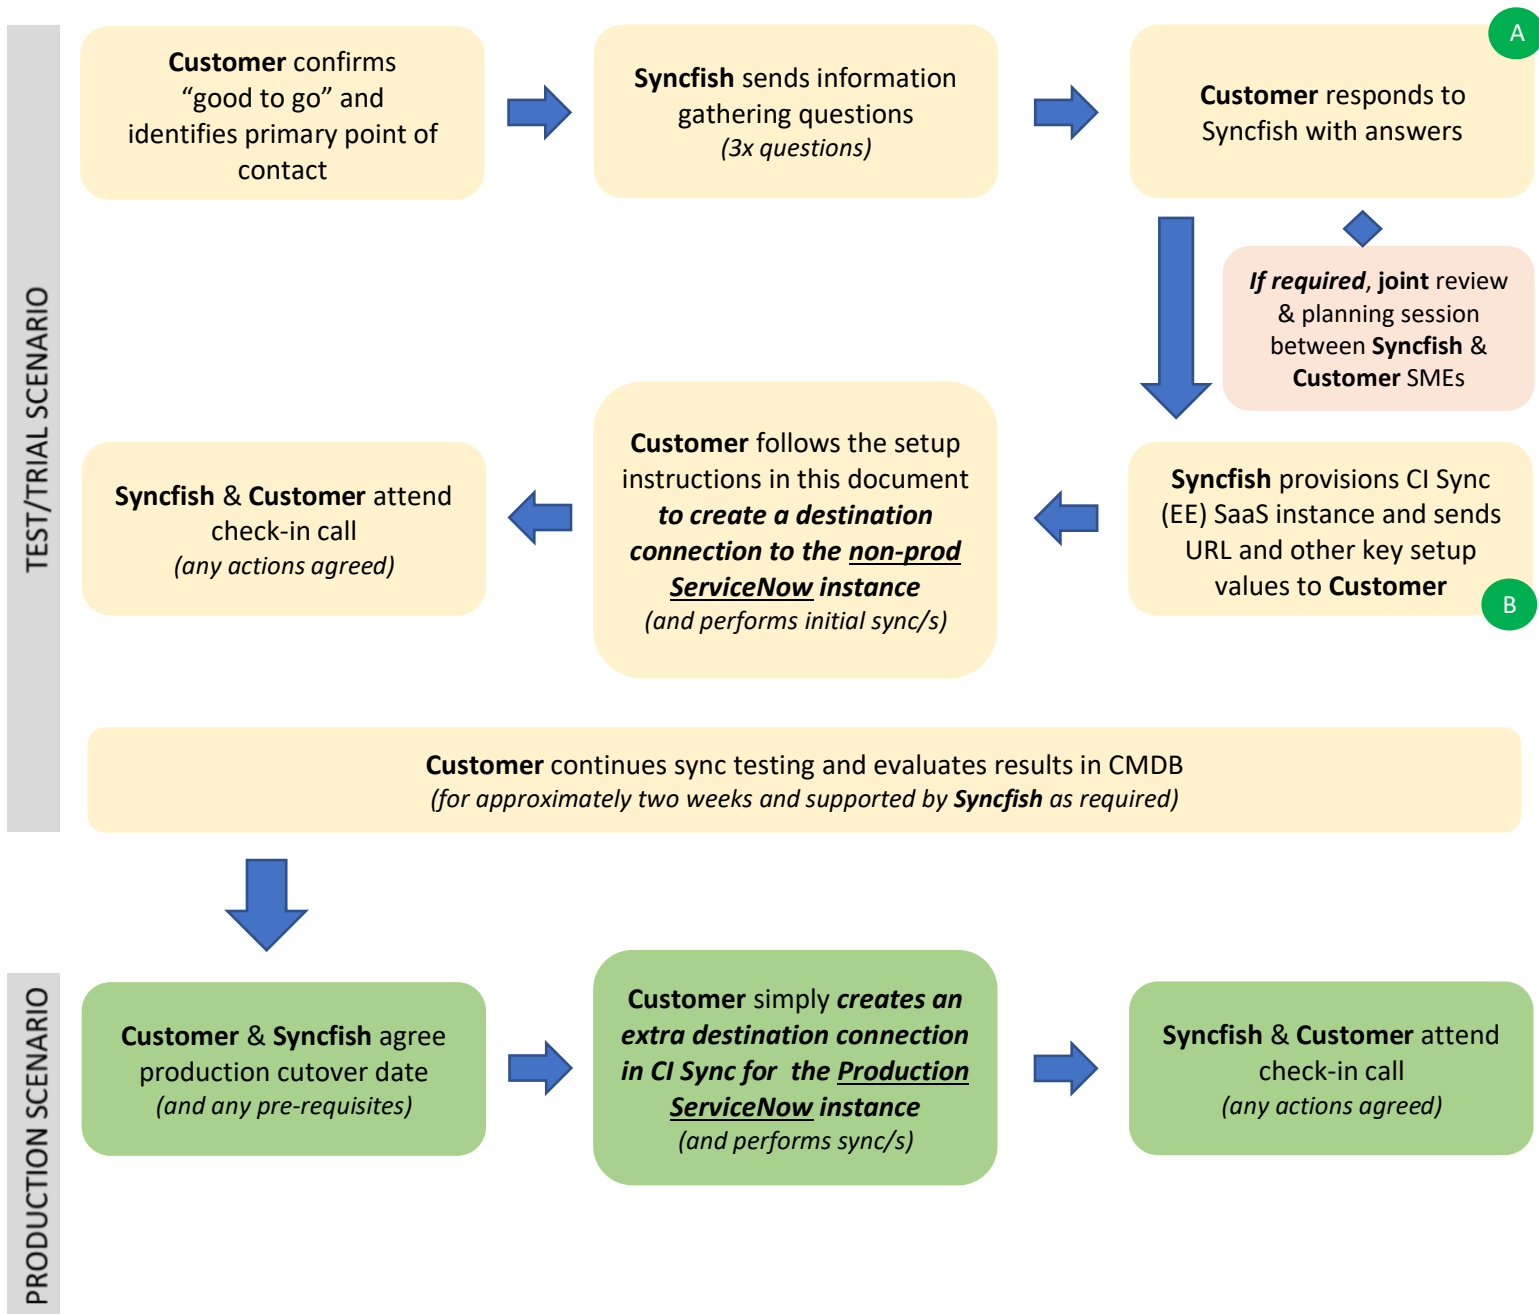 TEST/TRIAL SCENARIO
Customer confirms
“good to go” and
identifies primary point of
contact
Syncfish sends information
gathering questions
(3x questions)
A
Customer responds to
Syncfish with answers
If required, joint review
& planning session
between Syncfish &
Customer SMEs
Syncfish provisions CI Sync
(EE) SaaS instance and sends
URL and other key setup
values to Customer
B
Customer follows the setup
instructions in this document
to create a destination
connection to the non-prod
ServiceNow instance
(and performs initial sync/s)
Syncfish & Customer attend
check-in call
(any actions agreed)
Customer continues sync testing and evaluates results in CMDB
(for approximately two weeks and supported by Syncfish as required)
PRODUCTION SCENARIO
Customer & Syncfish agree
production cutover date
(and any pre-requisites)
Customer simply creates an
extra destination connection
in CI Sync for  the Production
ServiceNow instance
(and performs sync/s)
Syncfish & Customer attend
check-in call
(any actions agreed)